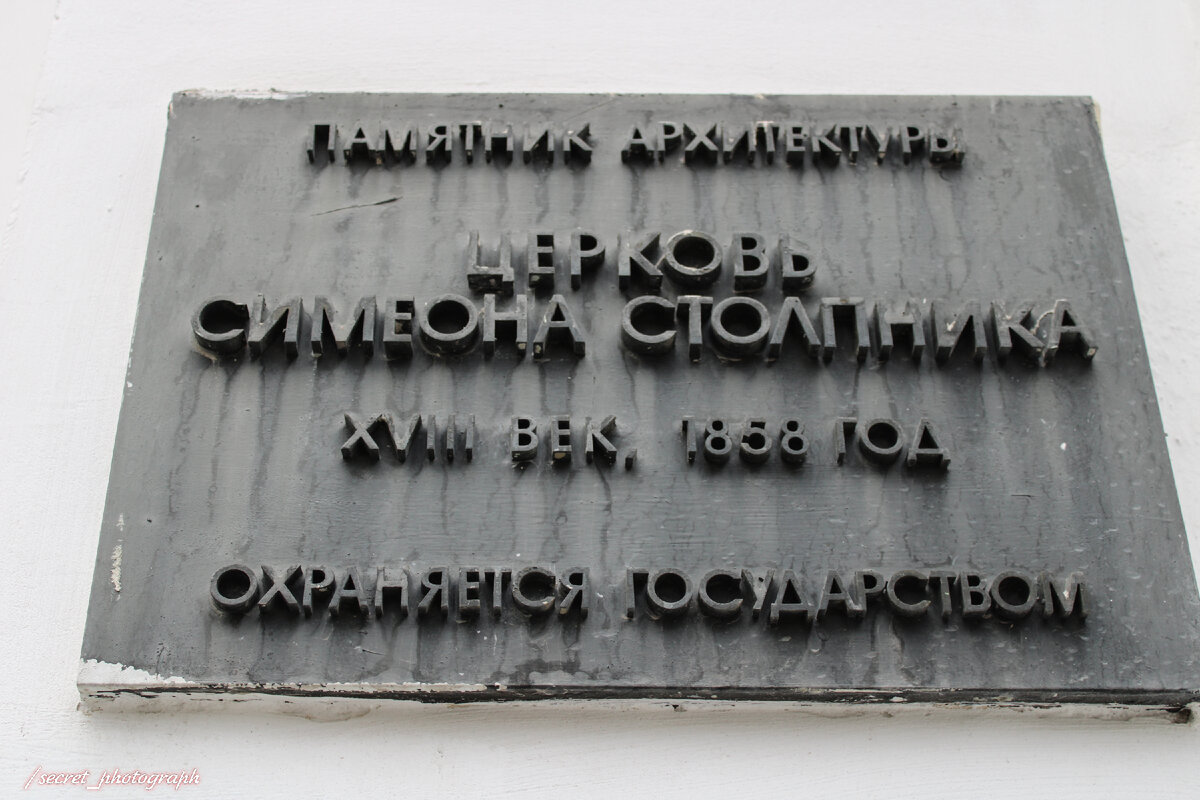 ПАМЯТНИК АРХИТЕКТУРЫ
ЦЕРКОВЬ
СИМЕОНА СТОЛПНИКА
XVIII ВЕК, 1858 ГОД
ОХРАНЯЕТСЯ ГОСУДАРСТВОМ
/secret_photograph